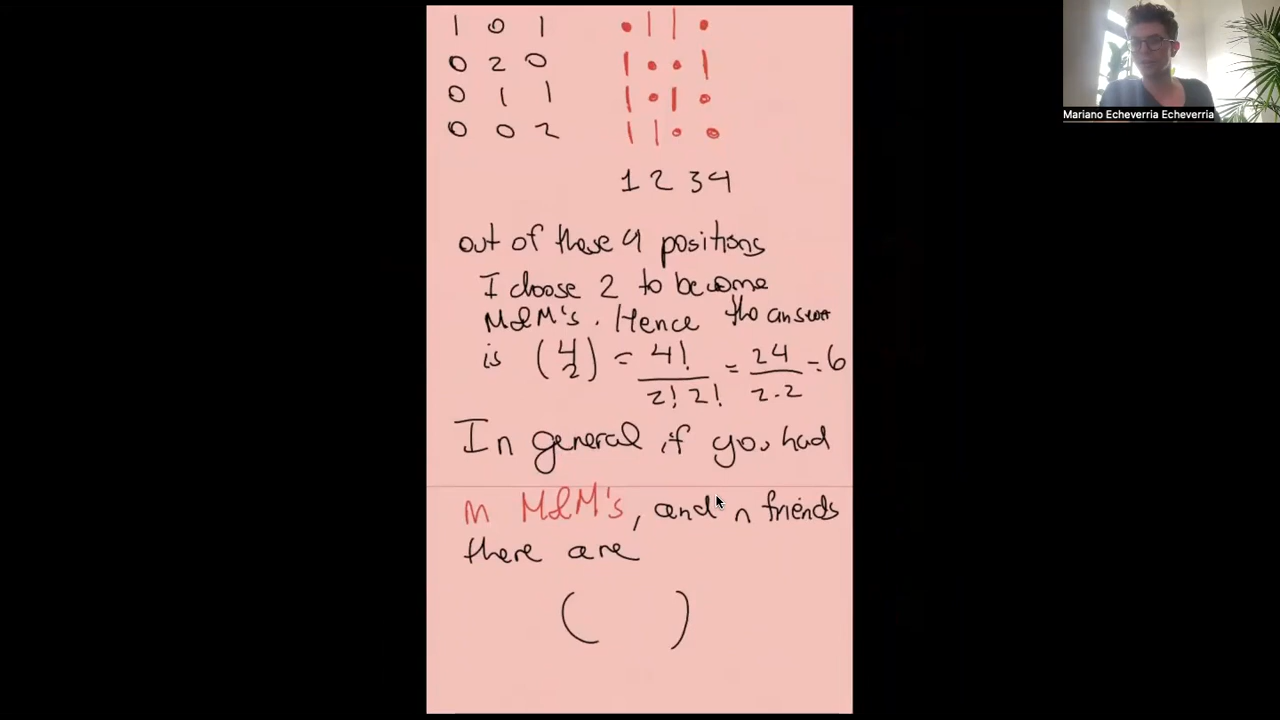 1 0 1 •||•
0 2 0 |••|
0 1 1 |•|•
0 0 2 ||••
1 2 3 4
out of these 4 positions
I choose 2 to become
M&M's. Hence the answer
is (4 2) = 4! / 2! 2! = 24 / 2·2 = 6
In general if you had
m M&M's, and n friends
there are
( )
Mariano Echeverria Echeverria